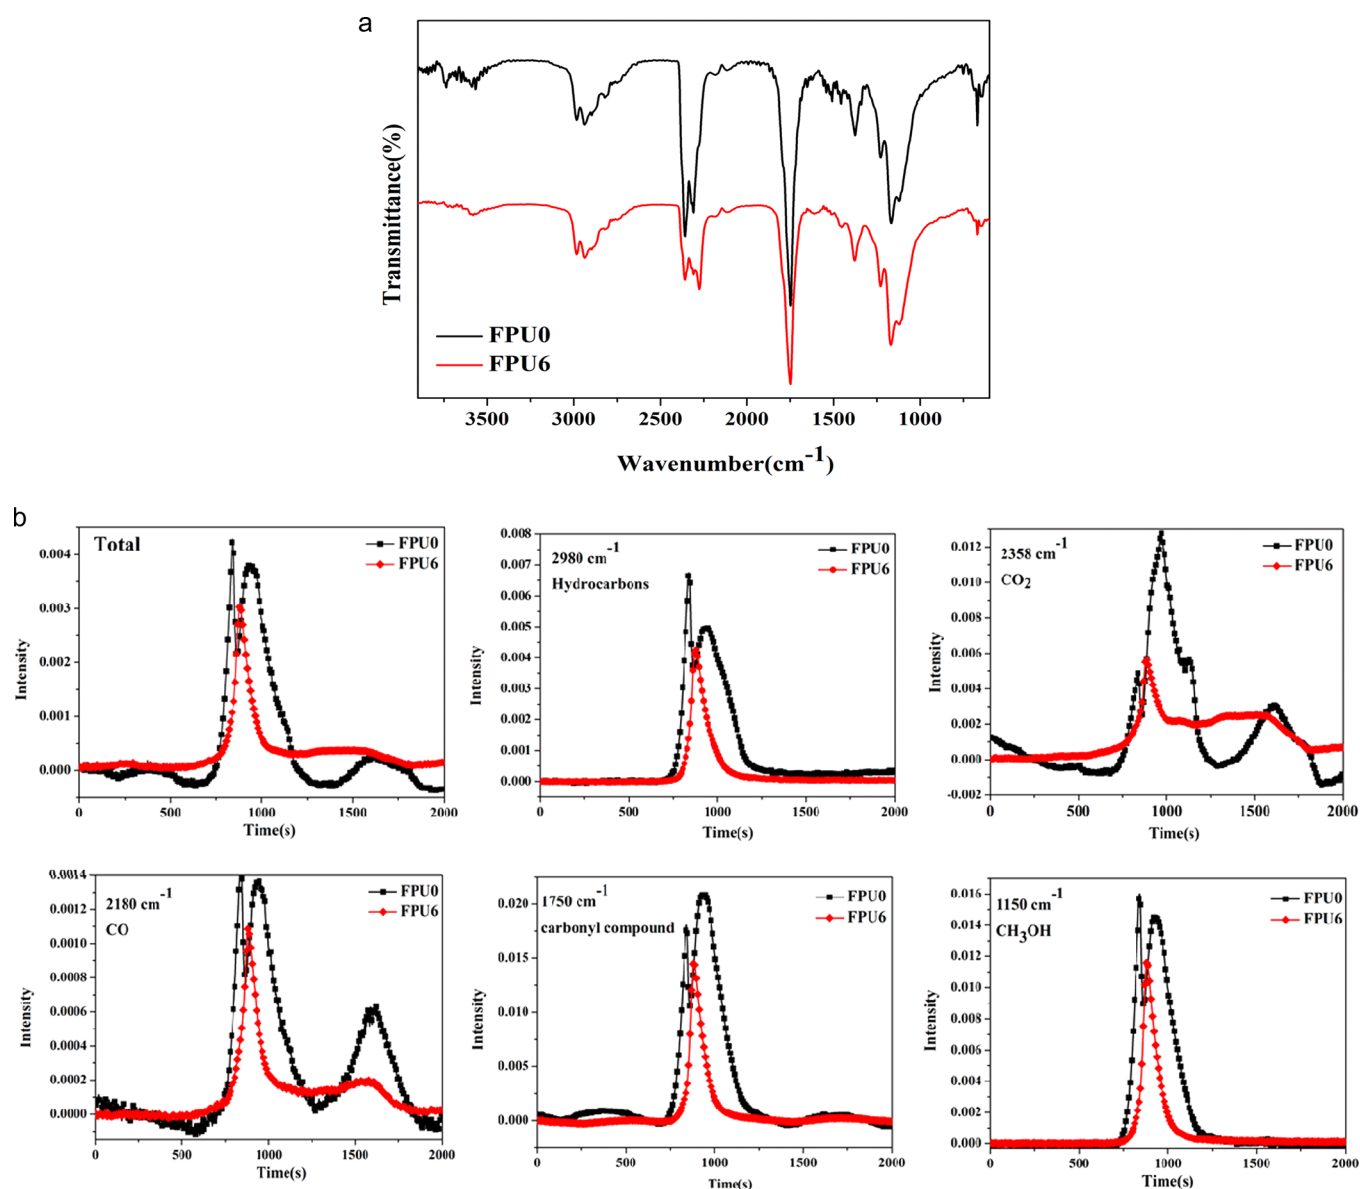 a
Transmittance(%)
FPU0
FPU6
3500 3000 2500 2000 1500 1000
Wavenumber(cm-1)
b
Total
FPU0
FPU6
Intensity
0.004
0.003
0.002
0.001
0.000
0 500 1000 1500 2000
Time(s)
2980 cm-1
Hydrocarbons
FPU0
FPU6
Intensity
0.008
0.007
0.006
0.005
0.004
0.003
0.002
0.001
0.000
0 500 1000 1500 2000
Time(s)
2358 cm-1
CO2
FPU0
FPU6
Intensity
0.012
0.010
0.008
0.006
0.004
0.002
0.000
-0.002
0 500 1000 1500 2000
Time(s)
2180 cm-1
CO
FPU0
FPU6
Intensity
0.0014
0.0012
0.0010
0.0008
0.0006
0.0004
0.0002
0.0000
0 500 1000 1500 2000
Time(s)
1750 cm-1
carbonyl compound
FPU0
FPU6
Intensity
0.020
0.015
0.010
0.005
0.000
0 500 1000 1500 2000
Time(s)
1150 cm-1
CH3OH
FPU0
FPU6
Intensity
0.016
0.014
0.012
0.010
0.008
0.006
0.004
0.002
0.000
0 500 1000 1500 2000
Time(s)